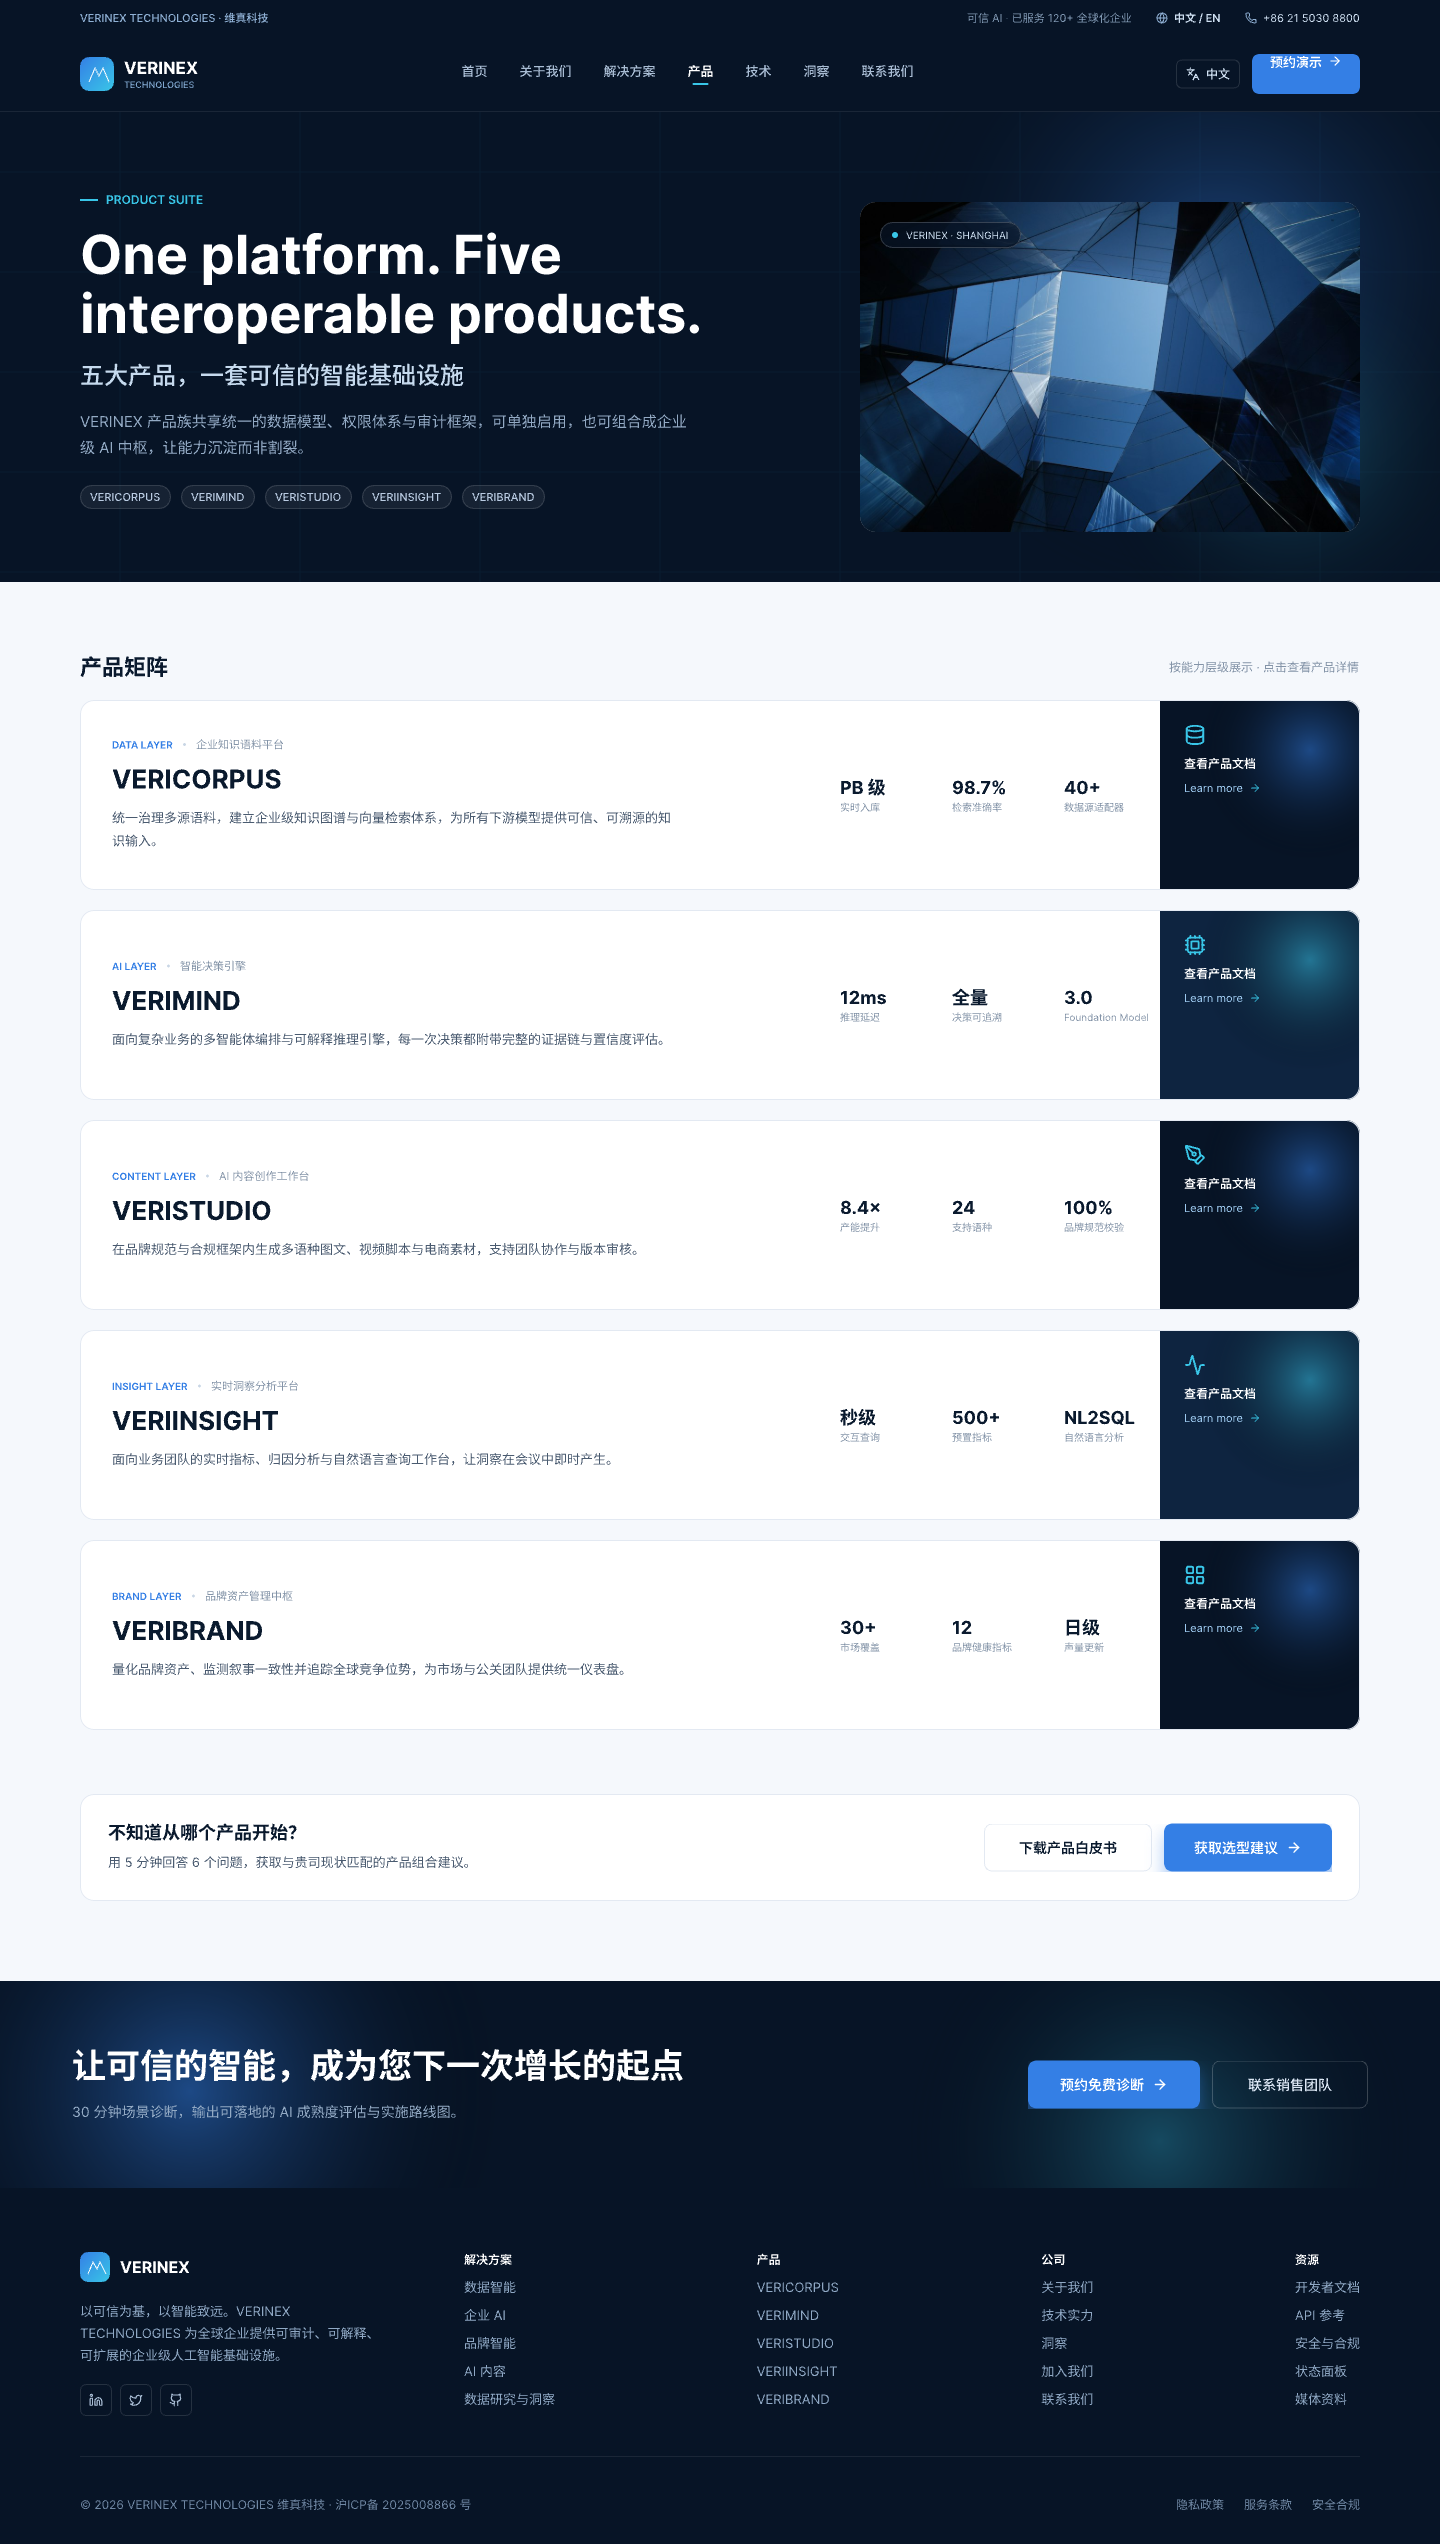 VERINEX TECHNOLOGIES · 维真科技
可信 AI · 已服务 120+ 全球化企业
中文 / EN
+86 21 5030 8800
VERINEX
TECHNOLOGIES
首页
关于我们
解决方案
产品
技术
洞察
联系我们
中文
预约演示
PRODUCT SUITE
One platform. Five
interoperable products.
五大产品，一套可信的智能基础设施
VERINEX 产品族共享统一的数据模型、权限体系与审计框架，可单独启用，也可组合成企业
级 AI 中枢，让能力沉淀而非割裂。
VERICORPUS
VERIMIND
VERISTUDIO
VERIINSIGHT
VERIBRAND
VERINEX · SHANGHAI
产品矩阵
按能力层级展示 · 点击查看产品详情
DATA LAYER
企业知识语料平台
VERICORPUS
统一治理多源语料，建立企业级知识图谱与向量检索体系，为所有下游模型提供可信、可溯源的知
识输入。
PB 级
实时入库
98.7%
检索准确率
40+
数据源适配器
查看产品文档
Learn more
AI LAYER
智能决策引擎
VERIMIND
面向复杂业务的多智能体编排与可解释推理引擎，每一次决策都附带完整的证据链与置信度评估。
12ms
推理延迟
全量
决策可追溯
3.0
Foundation Model
查看产品文档
Learn more
CONTENT LAYER
AI 内容创作工作台
VERISTUDIO
在品牌规范与合规框架内生成多语种图文、视频脚本与电商素材，支持团队协作与版本审核。
8.4×
产能提升
24
支持语种
100%
品牌规范校验
查看产品文档
Learn more
INSIGHT LAYER
实时洞察分析平台
VERIINSIGHT
面向业务团队的实时指标、归因分析与自然语言查询工作台，让洞察在会议中即时产生。
秒级
交互查询
500+
预置指标
NL2SQL
自然语言分析
查看产品文档
Learn more
BRAND LAYER
品牌资产管理中枢
VERIBRAND
量化品牌资产、监测叙事一致性并追踪全球竞争位势，为市场与公关团队提供统一仪表盘。
30+
市场覆盖
12
品牌健康指标
日级
声量更新
查看产品文档
Learn more
不知道从哪个产品开始？
用 5 分钟回答 6 个问题，获取与贵司现状匹配的产品组合建议。
下载产品白皮书
获取选型建议
让可信的智能，成为您下一次增长的起点
30 分钟场景诊断，输出可落地的 AI 成熟度评估与实施路线图。
预约免费诊断
联系销售团队
VERINEX
以可信为基，以智能致远。VERINEX
TECHNOLOGIES 为全球企业提供可审计、可解释、
可扩展的企业级人工智能基础设施。
解决方案
数据智能
企业 AI
品牌智能
AI 内容
数据研究与洞察
产品
VERICORPUS
VERIMIND
VERISTUDIO
VERIINSIGHT
VERIBRAND
公司
关于我们
技术实力
洞察
加入我们
联系我们
资源
开发者文档
API 参考
安全与合规
状态面板
媒体资料
© 2026 VERINEX TECHNOLOGIES 维真科技 · 沪ICP备 2025008866 号
隐私政策
服务条款
安全合规